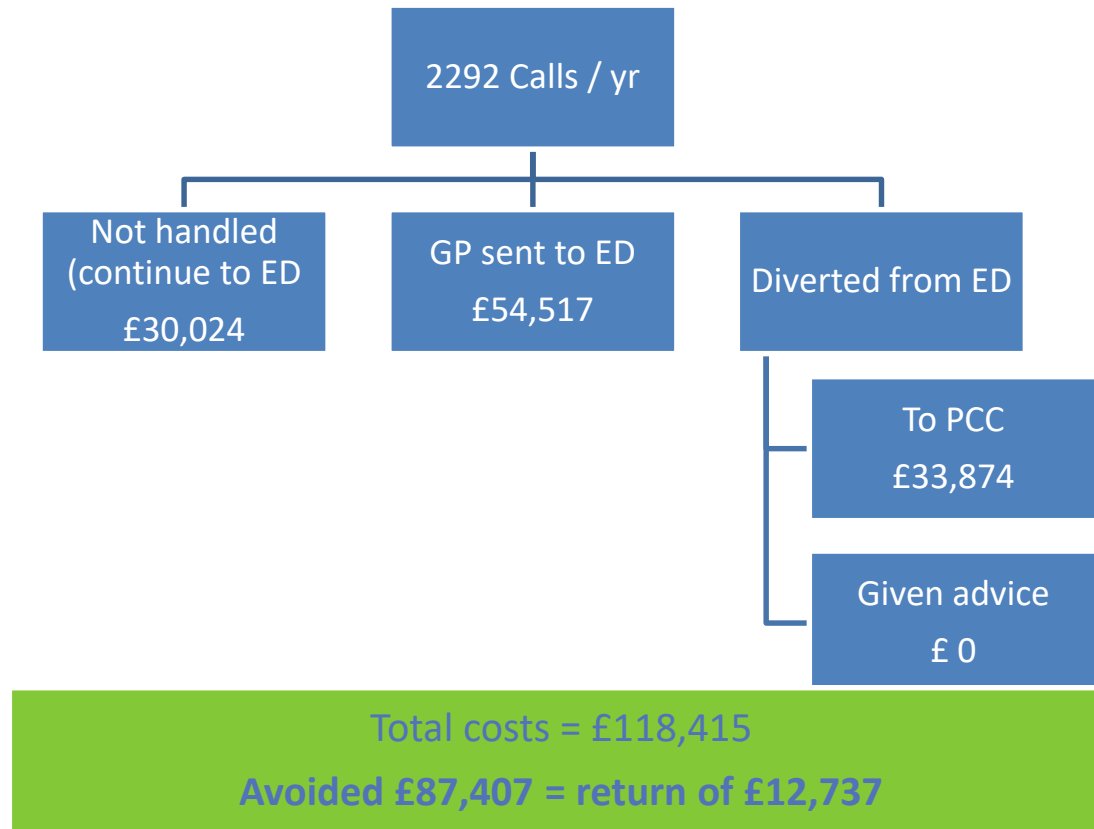 2292 Calls / yr
Not handled
(continue to ED
£30,024
GP sent to ED
£54,517
Diverted from ED
To PCC
£33,874
Given advice
£ 0
Total costs = £118,415
Avoided £87,407 = return of £12,737